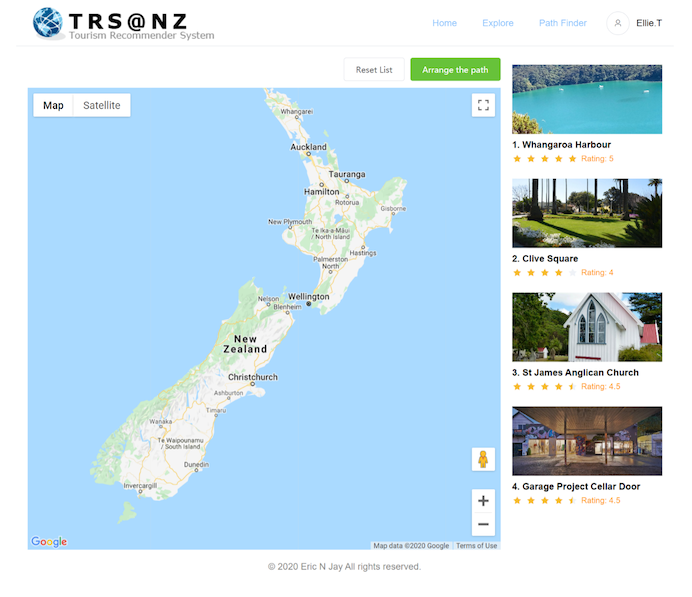 TRS@NZ
Tourism Recommender System
Home
Explore
Path Finder
Ellie.T
Reset List
Arrange the path
Map
Satellite
Whangarei
Auckland
Tauranga
Hamilton
Rotorua
Gisborne
New Plymouth
Te Ika-a-Māui
/ North Island
Hastings
Palmerston
North
Nelson
Wellington
Blenheim
New
Zealand
Christchurch
Ashburton
Timaru
Wanaka
Te Waipounamu
/ South Island
Dunedin
Invercargill
Google
Map data ©2020 Google
Terms of Use
1. Whangaroa Harbour
Rating: 5
2. Clive Square
Rating: 4
3. St James Anglican Church
Rating: 4.5
4. Garage Project Cellar Door
Rating: 4.5
© 2020 Eric N Jay All rights reserved.